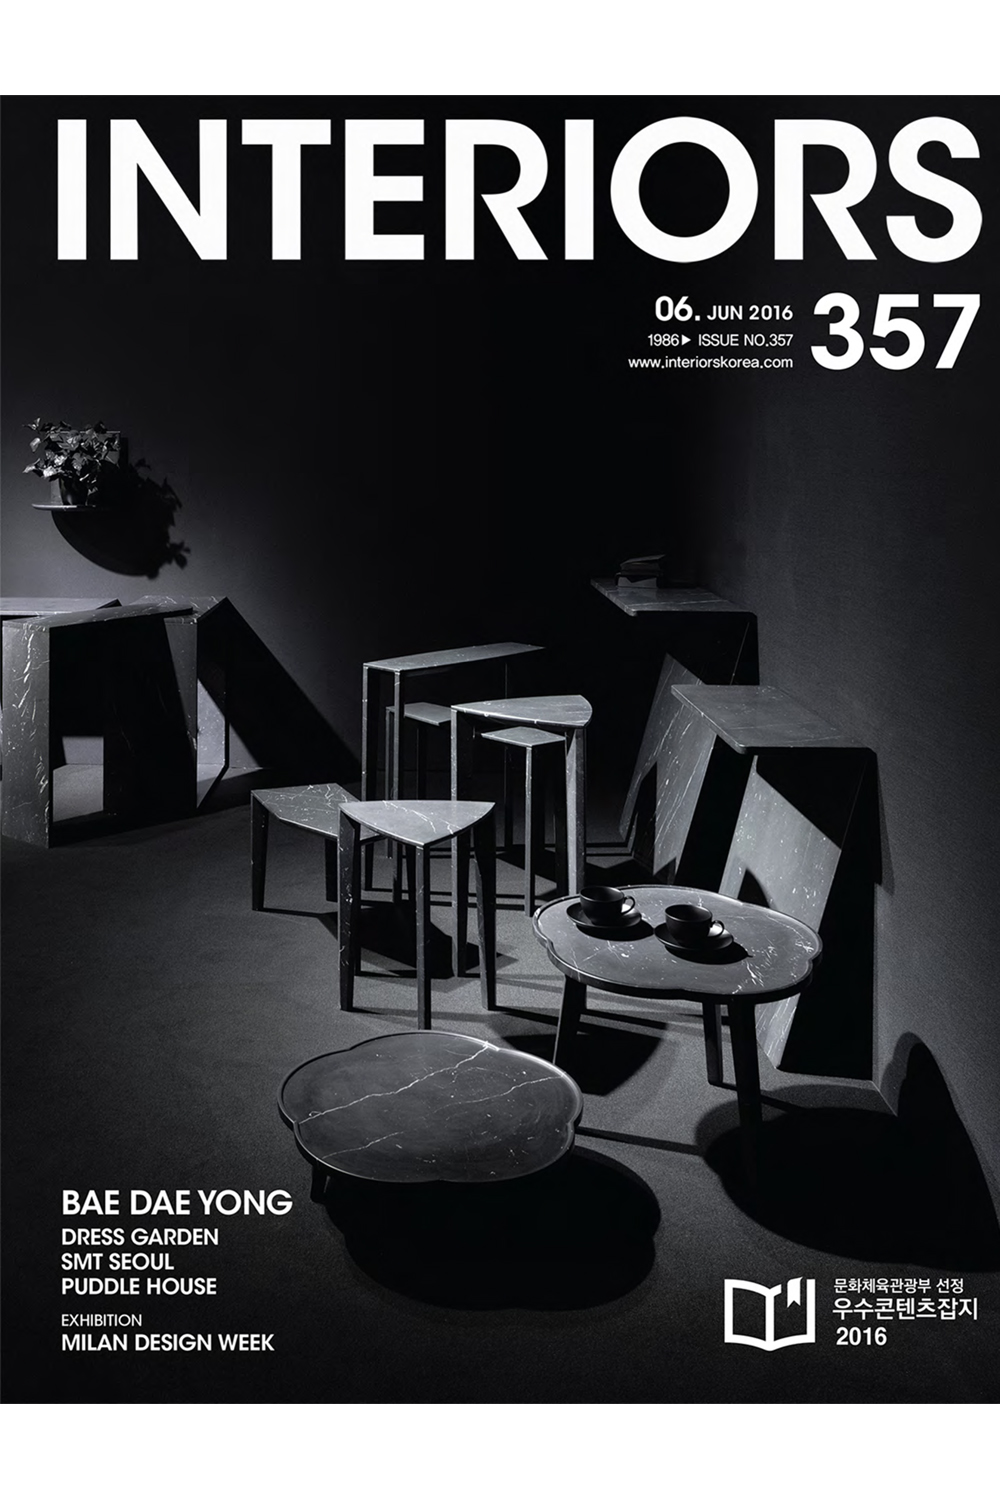 INTERIORS
06. JUN 2016
1986▶ ISSUE NO.357
www.interiorskorea.com
357
BAE DAE YONG
DRESS GARDEN
SMT SEOUL
PUDDLE HOUSE
EXHIBITION
MILAN DESIGN WEEK
문화체육관광부 선정
우수콘텐츠잡지
2016